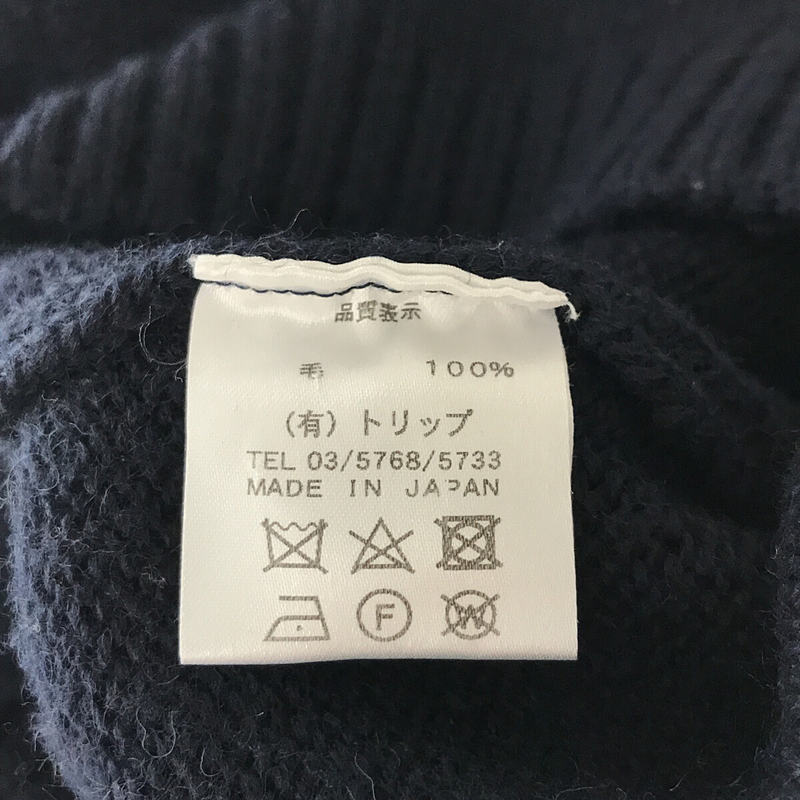 品質表示
毛 100%
(有)トリップ
TEL 03/5768/5733
MADE IN JAPAN
F W